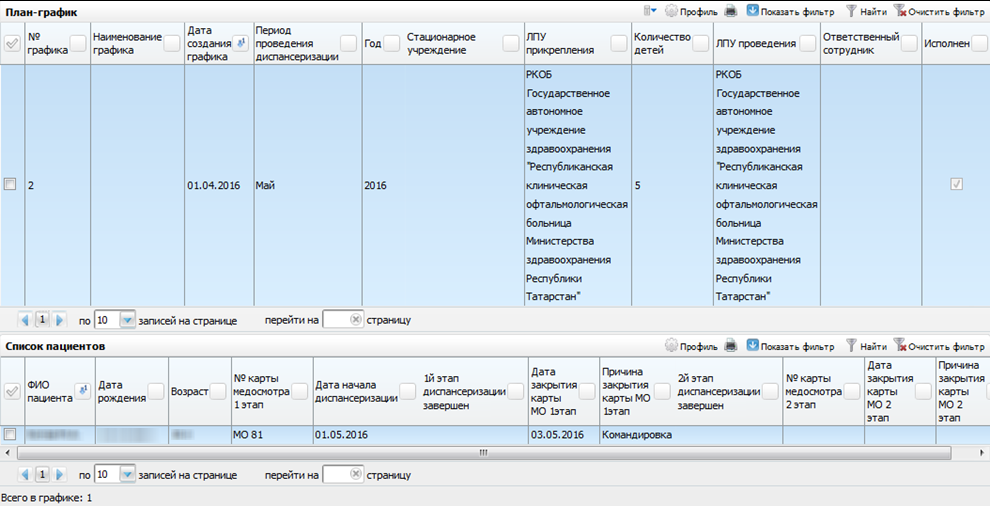 План-график
Профиль Показать фильтр Найти Очистить фильтр
№ графика
Наименование графика
Дата создания графика
Период проведения диспансеризации
Год
Стационарное учреждение
ЛПУ прикрепления
Количество детей
ЛПУ проведения
Ответственный сотрудник
Исполнен
2
01.04.2016
Май
2016
РКОБ
Государственное
автономное
учреждение
здравоохранения
"Республиканская
клиническая
офтальмологическая
больница
Министерства
здравоохранения
Республики
Татарстан"
5
РКОБ
Государственное
автономное
учреждение
здравоохранения
"Республиканская
клиническая
офтальмологическая
больница
Министерства
здравоохранения
Республики
Татарстан"
1 по 10 записей на странице перейти на страницу
Список пациентов
Профиль Показать фильтр Найти Очистить фильтр
ФИО пациента
Дата рождения
Возраст
№ карты медосмотра 1 этап
Дата начала диспансеризации
1й этап диспансеризации завершен
Дата закрытия карты МО 1этап
Причина закрытия карты МО 1этап
2й этап диспансеризации завершен
№ карты медосмотра 2 этап
Дата закрытия карты МО 2 этап
Причина закрытия карты МО 2 этап
МО 81
01.05.2016
03.05.2016
Командировка
1 по 10 записей на странице перейти на страницу
Всего в графике: 1